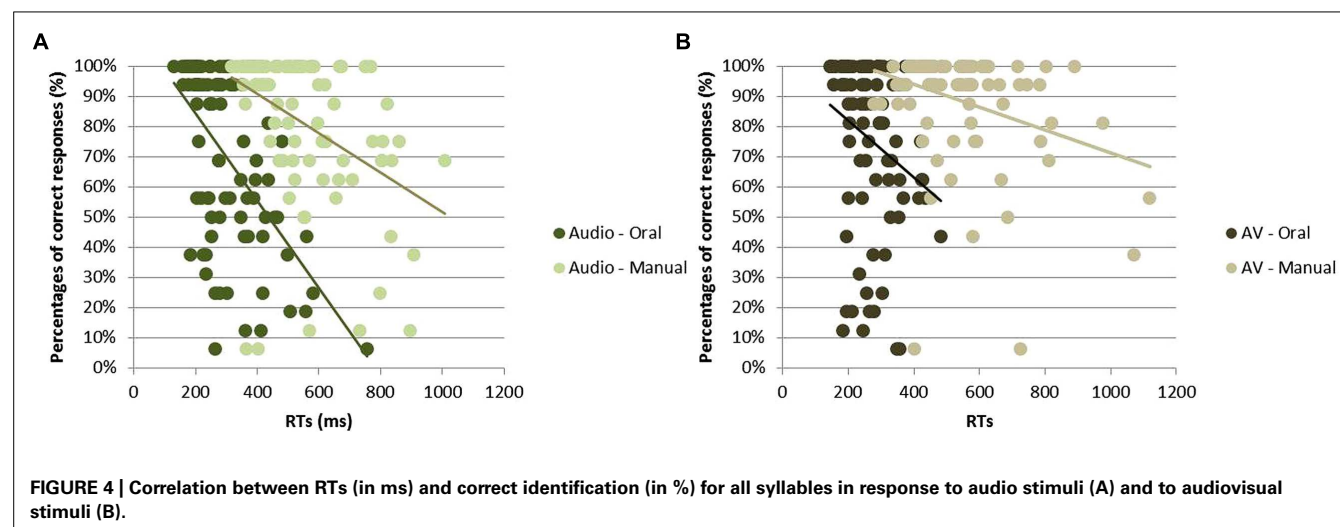 A
Percentages of correct responses (%)
100%
90%
80%
70%
60%
50%
40%
30%
20%
10%
0%
0 200 400 600 800 1000 1200
RTs (ms)
Audio - Oral
Audio - Manual
B
Percentages of correct responses (%)
100%
90%
80%
70%
60%
50%
40%
30%
20%
10%
0%
0 200 400 600 800 1000 1200
RTs
AV - Oral
AV - Manual
FIGURE 4 | Correlation between RTs (in ms) and correct identification (in %) for all syllables in response to audio stimuli (A) and to audiovisual
stimuli (B).